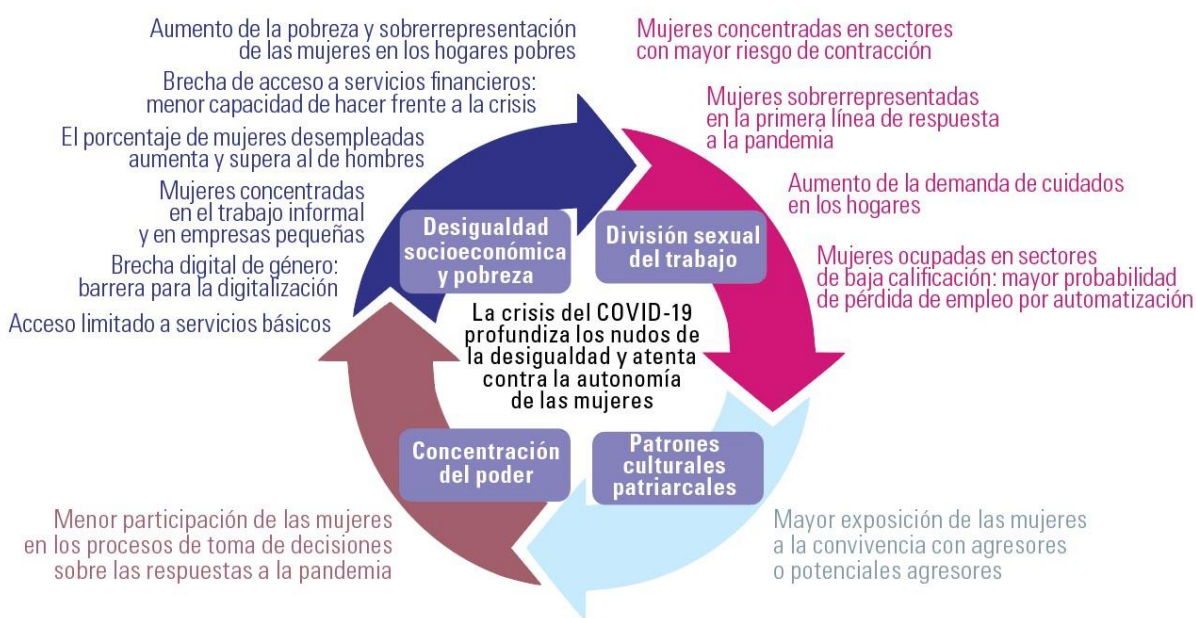 Aumento de la pobreza y sobrerrepresentación
de las mujeres en los hogares pobres
Brecha de acceso a servicios financieros:
menor capacidad de hacer frente a la crisis
El porcentaje de mujeres desempleadas
aumenta y supera al de hombres
Mujeres concentradas
en el trabajo informal
y en empresas pequeñas
Brecha digital de género:
barrera para la digitalización
Acceso limitado a servicios básicos
Desigualdad
socioeconómica
y pobreza
Mujeres concentradas en sectores
con mayor riesgo de contracción
Mujeres sobrerrepresentadas
en la primera línea de respuesta
a la pandemia
Aumento de la demanda de cuidados
en los hogares
Mujeres ocupadas en sectores
de baja calificación: mayor probabilidad
de pérdida de empleo por automatización
División sexual
del trabajo
La crisis del COVID-19
profundiza los nudos de
la desigualdad y atenta
contra la autonomía
de las mujeres
Concentración
del poder
Patrones
culturales
patriarcales
Menor participación de las mujeres
en los procesos de toma de decisiones
sobre las respuestas a la pandemia
Mayor exposición de las mujeres
a la convivencia con agresores
o potenciales agresores